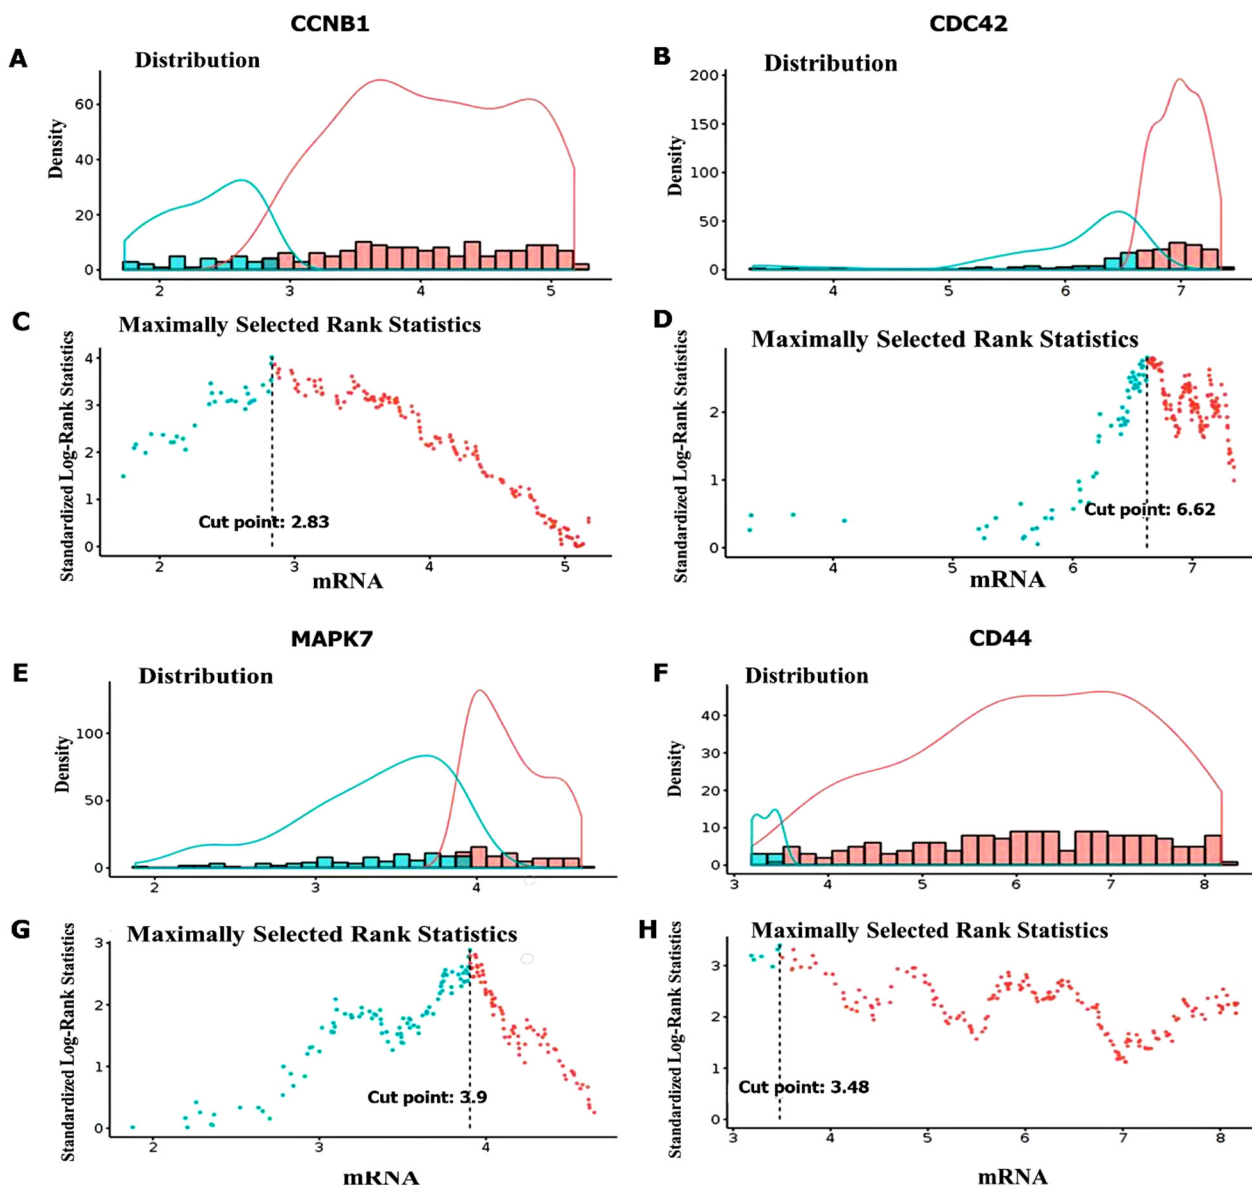 CCNB1
CDC42
A
Distribution
B
Distribution
Density
60
40
20
0
2
3
4
5
Density
200
150
100
50
0
4
5
6
7
C
Maximally Selected Rank Statistics
D
Maximally Selected Rank Statistics
Standardized Log-Rank Statistics
4
3
2
1
0
Cut point: 2.83
2
3
4
5
mRNA
Standardized Log-Rank Statistics
2
1
0
Cut point: 6.62
4
5
6
7
mRNA
MAPK7
CD44
E
Distribution
F
Distribution
Density
100
50
0
2
3
4
Density
40
30
20
10
0
3
4
5
6
7
8
G
Maximally Selected Rank Statistics
H
Maximally Selected Rank Statistics
Standardized Log-Rank Statistics
3
2
1
0
Cut point: 3.9
2
3
4
mRNA
Standardized Log-Rank Statistics
3
2
1
0
Cut point: 3.48
3
4
5
6
7
8
mRNA